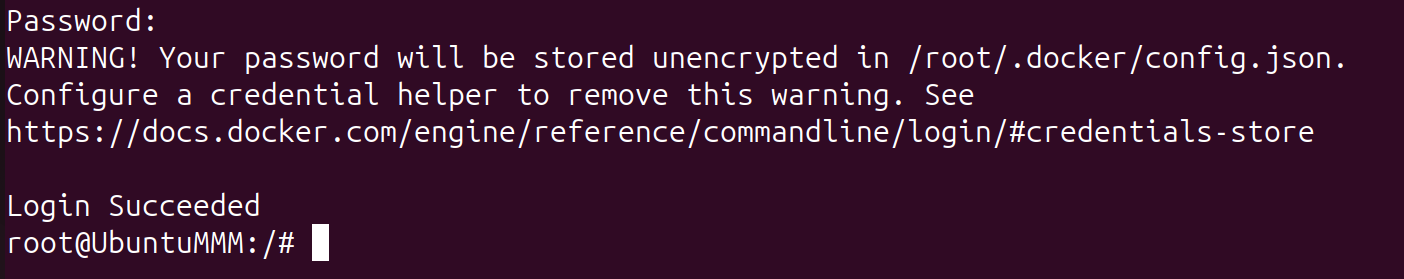 Password:
WARNING! Your password will be stored unencrypted in /root/.docker/config.json.
Configure a credential helper to remove this warning. See
https://docs.docker.com/engine/reference/commandline/login/#credentials-store
Login Succeeded
root@UbuntuMMM:/#